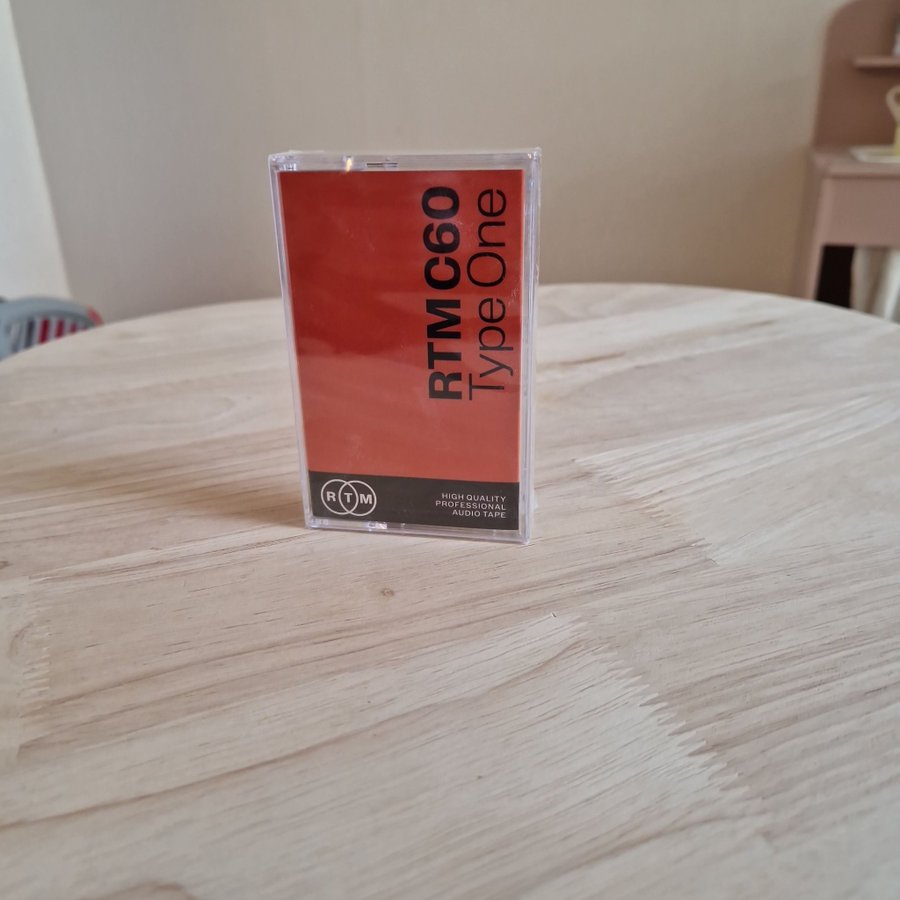 RTM C60
Type One
RTM
HIGH QUALITY
PROFESSIONAL
AUDIO TAPE